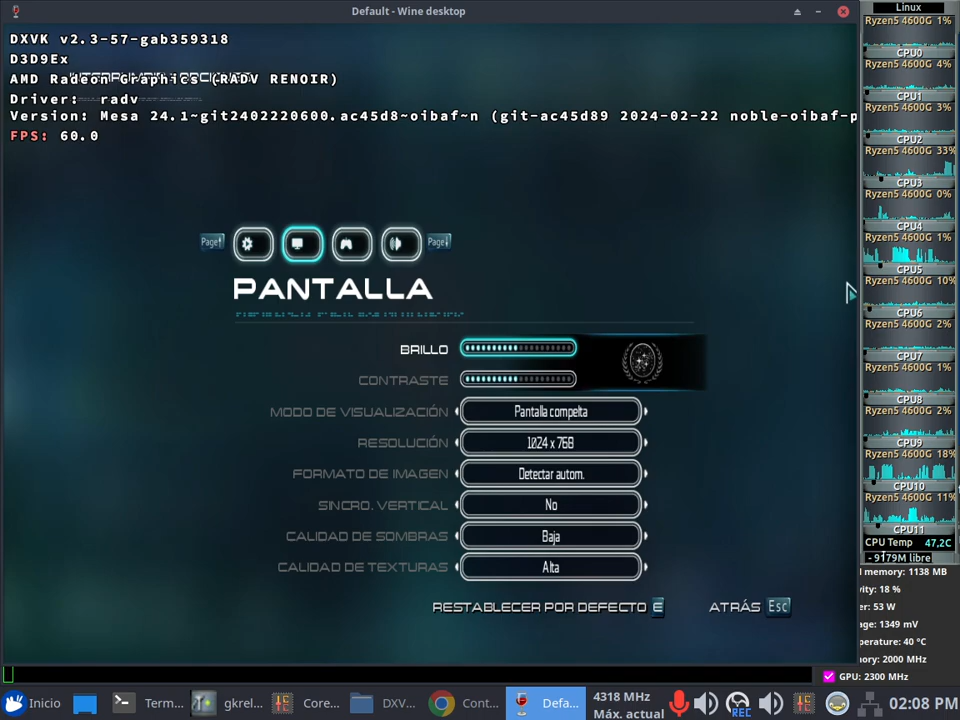 Default - Wine desktop
DXVK v2.3-57-gab359318
D3D9Ex
AMD Radeon Graphics (RADV RENOIR)
Driver: radv
Version: Mesa 24.1~git2402220600.ac45d8~oibaf~n (git-ac45d89 2024-02-22 noble-oibaf-p
FPS: 60.0
Page↑
Page↓
PANTALLA
BRILLO
CONTRASTE
MODO DE VISUALIZACIÓN Pantalla compelta
RESOLUCIÓN 1024 x 768
FORMATO DE IMAGEN Detectar autom.
SINCRO. VERTICAL No
CALIDAD DE SOMBRAS Baja
CALIDAD DE TEXTURAS Alta
RESTABLECER POR DEFECTO E ATRÁS Esc
Linux
Ryzen5 4600G 1%
CPU0
Ryzen5 4600G 4%
CPU1
Ryzen5 4600G 3%
CPU2
Ryzen5 4600G 33%
CPU3
Ryzen5 4600G 0%
CPU4
Ryzen5 4600G 1%
CPU5
Ryzen5 4600G 10%
CPU6
Ryzen5 4600G 2%
CPU7
Ryzen5 4600G 1%
CPU8
Ryzen5 4600G 2%
CPU9
Ryzen5 4600G 18%
CPU10
Ryzen5 4600G 11%
CPU11
CPU Temp 47,2C
- 9179M libre
memory: 1138 MB
vity: 18 %
er: 53 W
age: 1349 mV
perature: 40 °C
ory: 2000 MHz
GPU: 2300 MHz
Inicio
Term...
gkrel...
Core...
DXV...
Cont...
Defa...
4318 MHz
Máx. actual
REC
02:08 PM